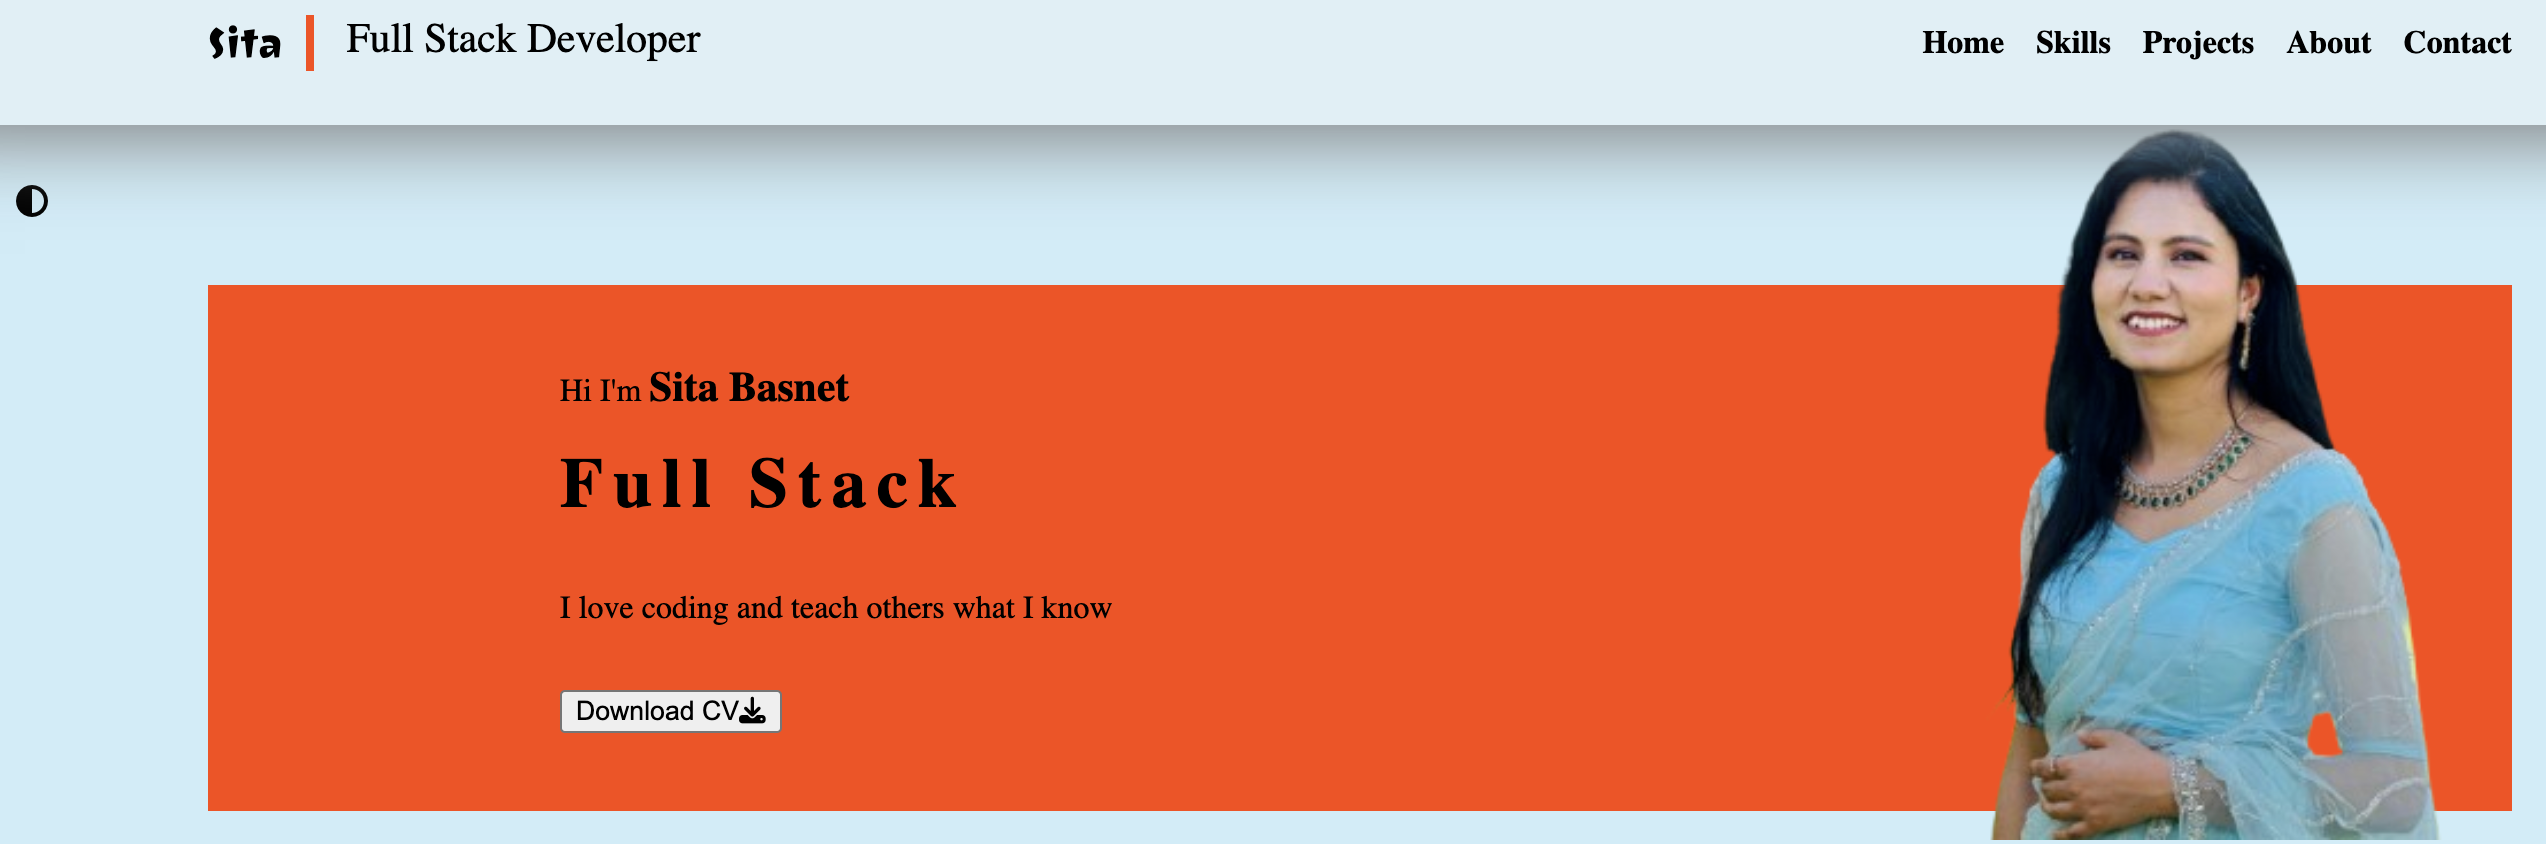 Sita Full Stack Developer Home Skills Projects About Contact
Hi I'm Sita Basnet
Full Stack
I love coding and teach others what I know
Download CV